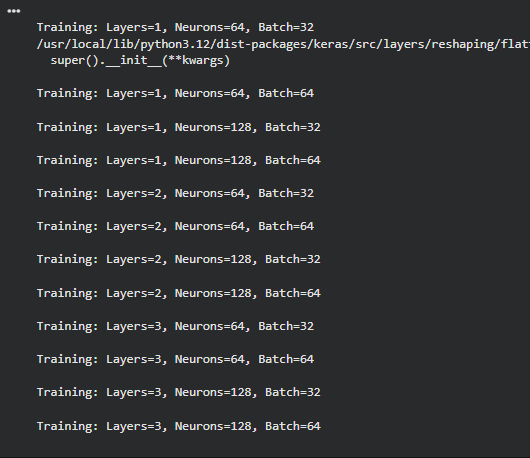 Training: Layers=1, Neurons=64, Batch=32
/usr/local/lib/python3.12/dist-packages/keras/src/layers/reshaping/flat
super().__init__(**kwargs)
Training: Layers=1, Neurons=64, Batch=64
Training: Layers=1, Neurons=128, Batch=32
Training: Layers=1, Neurons=128, Batch=64
Training: Layers=2, Neurons=64, Batch=32
Training: Layers=2, Neurons=64, Batch=64
Training: Layers=2, Neurons=128, Batch=32
Training: Layers=2, Neurons=128, Batch=64
Training: Layers=3, Neurons=64, Batch=32
Training: Layers=3, Neurons=64, Batch=64
Training: Layers=3, Neurons=128, Batch=32
Training: Layers=3, Neurons=128, Batch=64